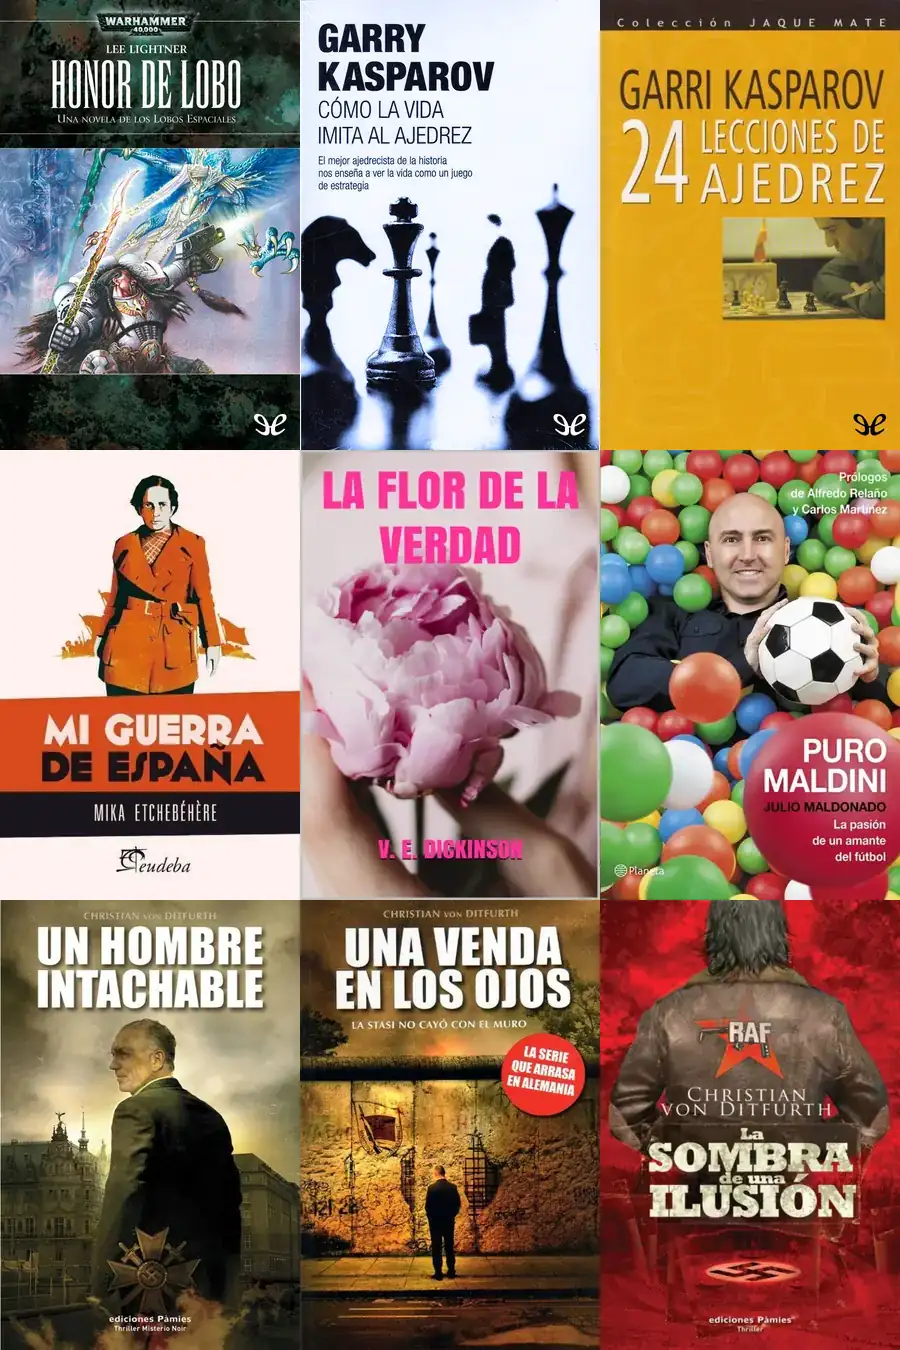 WARHAMMER
40,000
LEE LIGHTNER
HONOR DE LOBO
UNA NOVELA DE LOS LOBOS ESPACIALES
GARRY
KASPAROV
CÓMO LA VIDA
IMITA AL AJEDREZ
El mejor ajedrecista de la historia
nos enseña a ver la vida como un juego
de estrategia
Colección JAQUE MATE
GARRI KASPAROV
24 LECCIONES DE
AJEDREZ
MI GUERRA
DE ESPAÑA
MIKA ETCHEBÉHÈRE
eudeba
LA FLOR DE LA
VERDAD
V. E. DICKINSON
Prólogos
de Alfredo Relaño
y Carlos Martínez
PURO
MALDINI
JULIO MALDONADO
La pasión
de un amante
del fútbol
Planeta
CHRISTIAN VON DITFURTH
UN HOMBRE
INTACHABLE
ediciones Pàmies
Thriller Misterio Noir
CHRISTIAN VON DITFURTH
UNA VENDA
EN LOS OJOS
LA STASI NO CAYÓ CON EL MURO
LA SERIE
QUE ARRASA
EN ALEMANIA
RAF
CHRISTIAN
VON DITFURTH
La
SOMBRA
de una
ILUSIÓN
ediciones Pàmies
Thriller